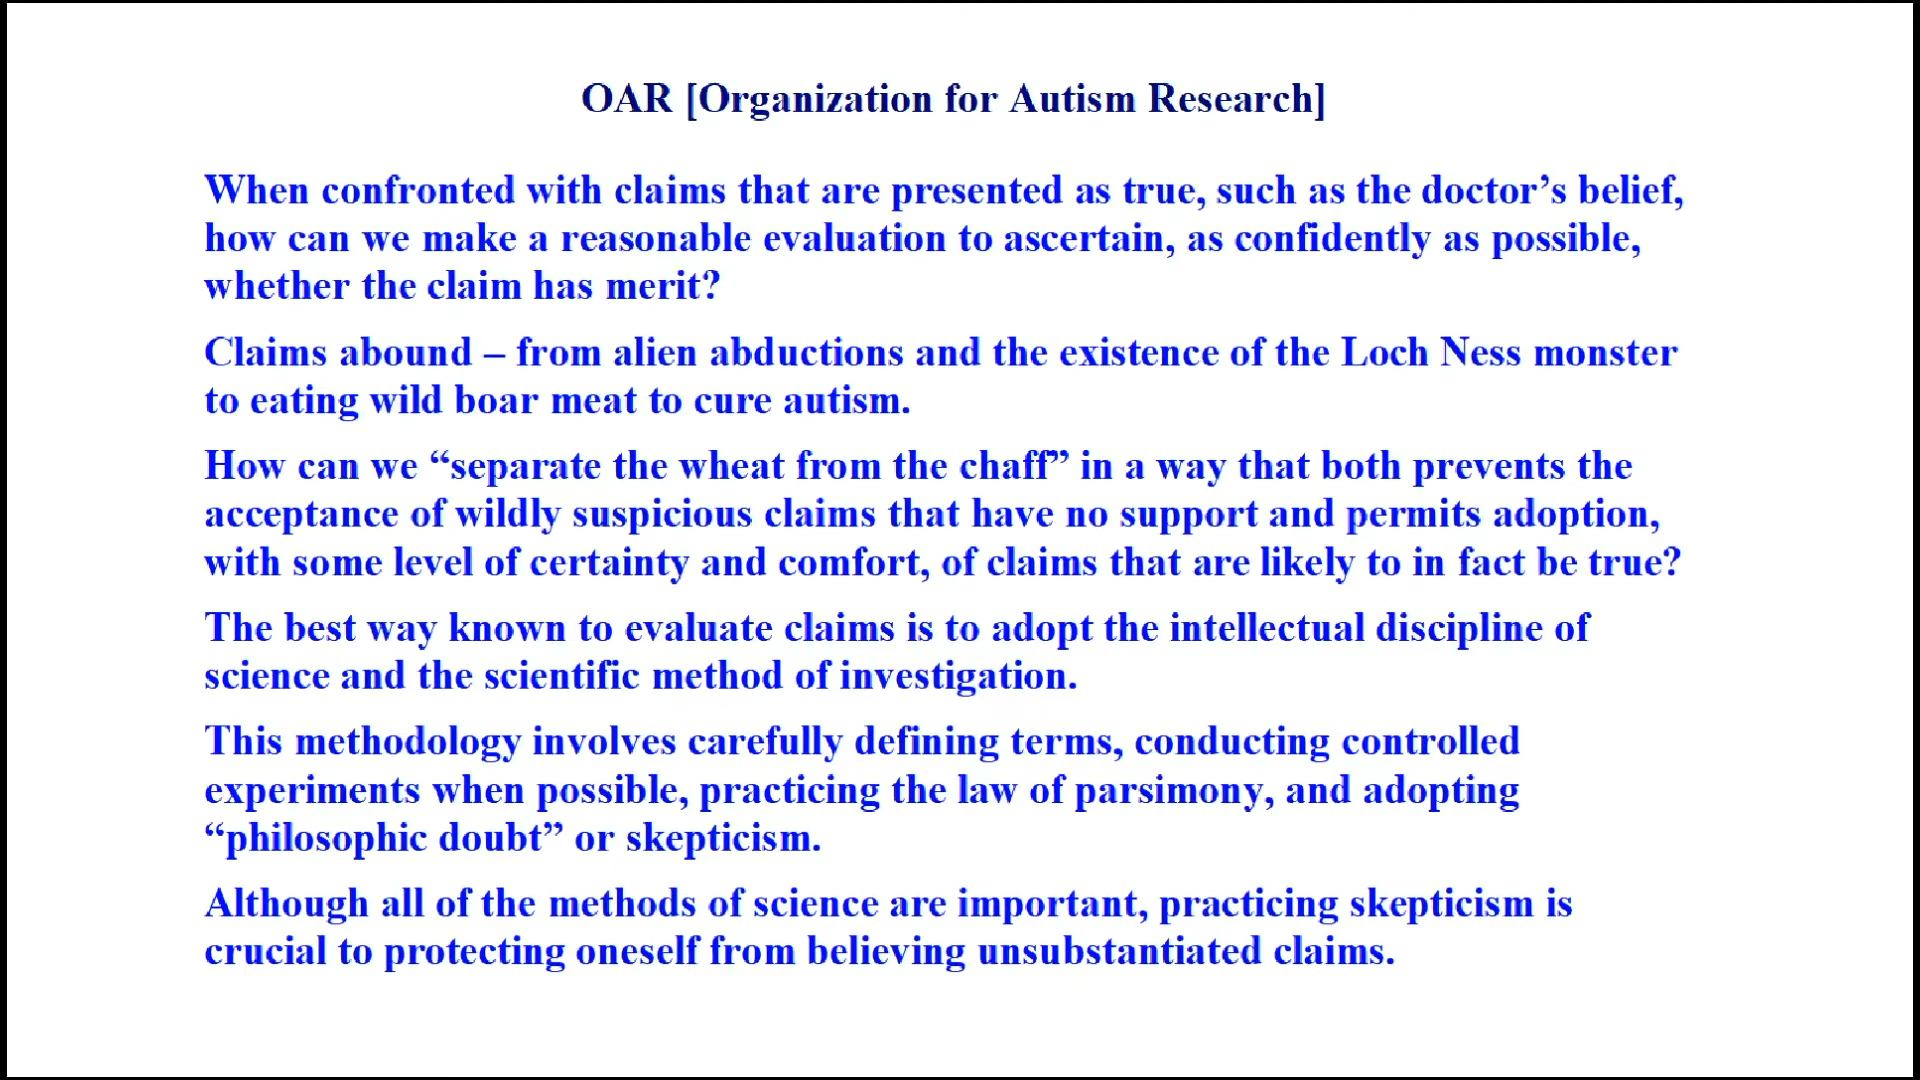 OAR [Organization for Autism Research]
When confronted with claims that are presented as true, such as the doctor’s belief,
how can we make a reasonable evaluation to ascertain, as confidently as possible,
whether the claim has merit?
Claims abound – from alien abductions and the existence of the Loch Ness monster
to eating wild boar meat to cure autism.
How can we “separate the wheat from the chaff” in a way that both prevents the
acceptance of wildly suspicious claims that have no support and permits adoption,
with some level of certainty and comfort, of claims that are likely to in fact be true?
The best way known to evaluate claims is to adopt the intellectual discipline of
science and the scientific method of investigation.
This methodology involves carefully defining terms, conducting controlled
experiments when possible, practicing the law of parsimony, and adopting
“philosophic doubt” or skepticism.
Although all of the methods of science are important, practicing skepticism is
crucial to protecting oneself from believing unsubstantiated claims.